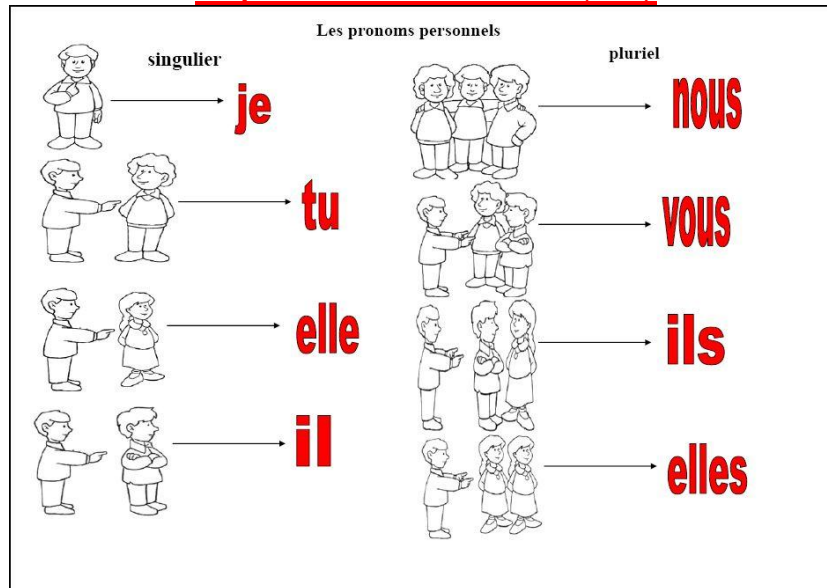 Les pronoms personnels
singulier
je
tu
elle
il
pluriel
nous
vous
ils
elles